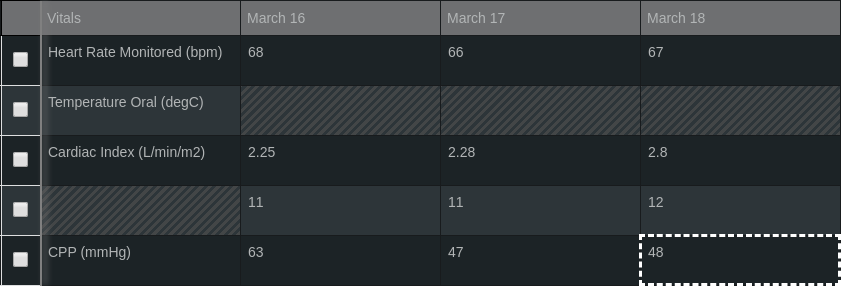 Vitals March 16 March 17 March 18
Heart Rate Monitored (bpm) 68 66 67
Temperature Oral (degC)
Cardiac Index (L/min/m2) 2.25 2.28 2.8
11 11 12
CPP (mmHg) 63 47 48